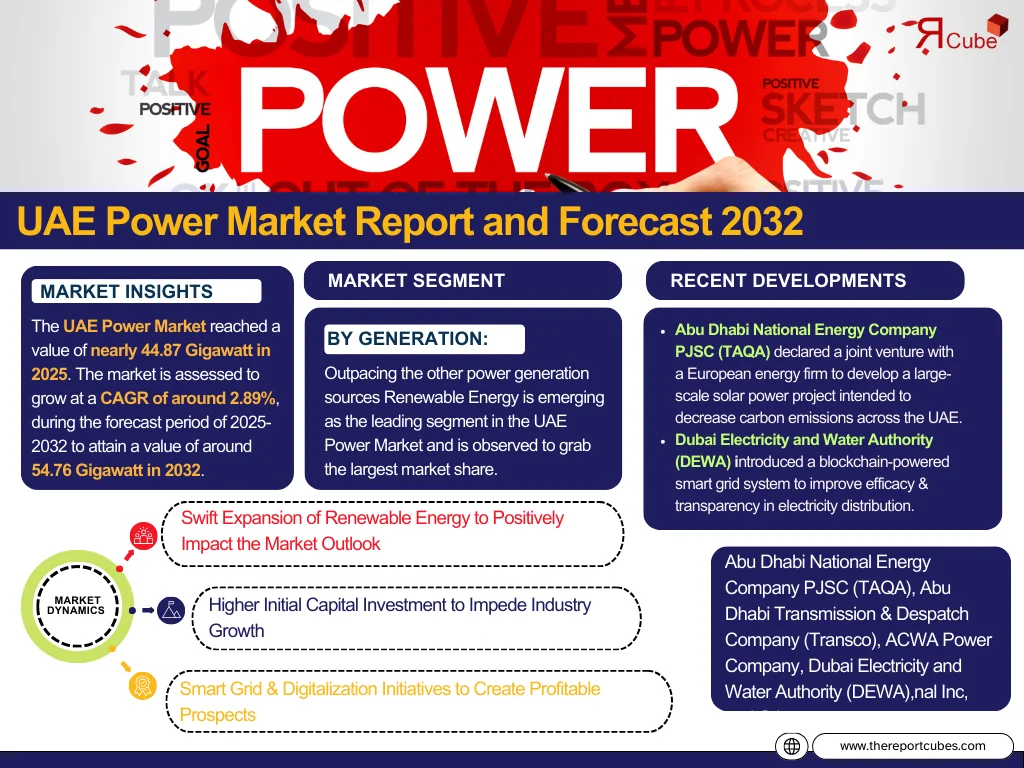 POSITIVE
ME
PROCESS
POWER
TALK
POSITIVE
GOAL
POWER
POSITIVE
SKETCH
CREATIVE
OUT OF THE BOX
POSITIVE
ЯCube
UAE Power Market Report and Forecast 2032
MARKET INSIGHTS
The UAE Power Market reached a
value of nearly 44.87 Gigawatt in
2025. The market is assessed to
grow at a CAGR of around 2.89%,
during the forecast period of 2025-
2032 to attain a value of around
54.76 Gigawatt in 2032.
MARKET SEGMENT
BY GENERATION:
Outpacing the other power generation
sources Renewable Energy is emerging
as the leading segment in the UAE
Power Market and is observed to grab
the largest market share.
RECENT DEVELOPMENTS
• Abu Dhabi National Energy Company
PJSC (TAQA) declared a joint venture with
a European energy firm to develop a large-
scale solar power project intended to
decrease carbon emissions across the UAE.
• Dubai Electricity and Water Authority
(DEWA) introduced a blockchain-powered
smart grid system to improve efficacy &
transparency in electricity distribution.
MARKET
DYNAMICS
Swift Expansion of Renewable Energy to Positively
Impact the Market Outlook
Higher Initial Capital Investment to Impede Industry
Growth
Smart Grid & Digitalization Initiatives to Create Profitable
Prospects
Abu Dhabi National Energy
Company PJSC (TAQA), Abu
Dhabi Transmission & Despatch
Company (Transco), ACWA Power
Company, Dubai Electricity and
Water Authority (DEWA),nal Inc,
www.thereportcubes.com